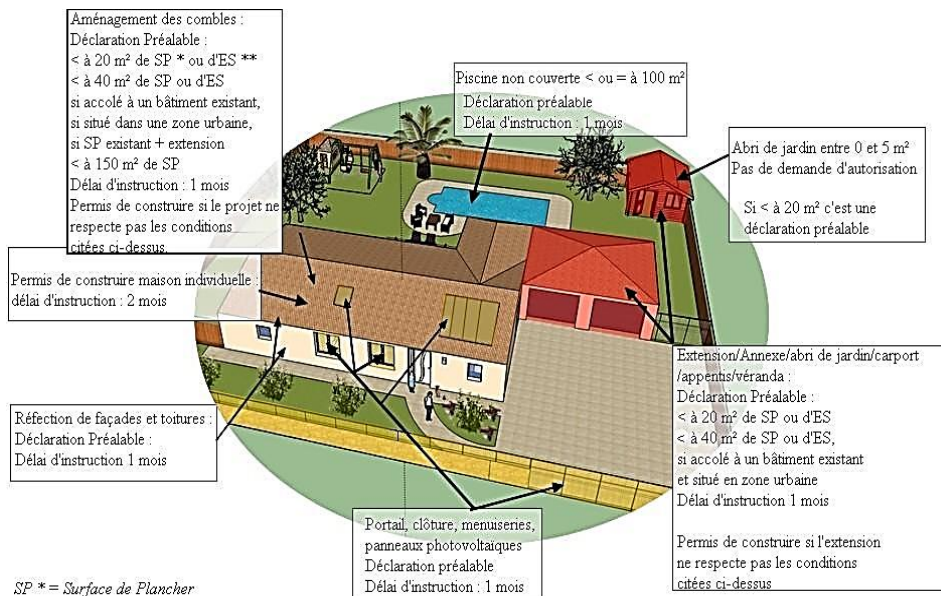 Aménagement des combles :
Déclaration Préalable :
< à 20 m² de SP * ou d'ES **
< à 40 m² de SP ou d'ES
si accolé à un bâtiment existant,
si situé dans une zone urbaine,
si SP existant + extension
< à 150 m² de SP
Délai d'instruction : 1 mois
Permis de construire si le projet ne
respecte pas les conditions
citées ci-dessus.
Piscine non couverte < ou = à 100 m²
Déclaration préalable
Délai d'instruction : 1 mois
Abri de jardin entre 0 et 5 m²
Pas de demande d'autorisation
Si < à 20 m² c'est une
déclaration préalable
Permis de construire maison individuelle :
délai d'instruction : 2 mois
Réfection de façades et toitures :
Déclaration Préalable :
Délai d'instruction 1 mois
Extension/Annexe/abri de jardin/carport
/appentis/véranda :
Déclaration Préalable :
< à 20 m² de SP ou d'ES
< à 40 m² de SP ou d'ES,
si accolé à un bâtiment existant
et situé en zone urbaine
Délai d'instruction 1 mois
Permis de construire si l'extension
ne respecte pas les conditions
citées ci-dessus
Portail, clôture, menuiseries,
panneaux photovoltaïques
Déclaration préalable
Délai d'instruction : 1 mois
SP * = Surface de Plancher